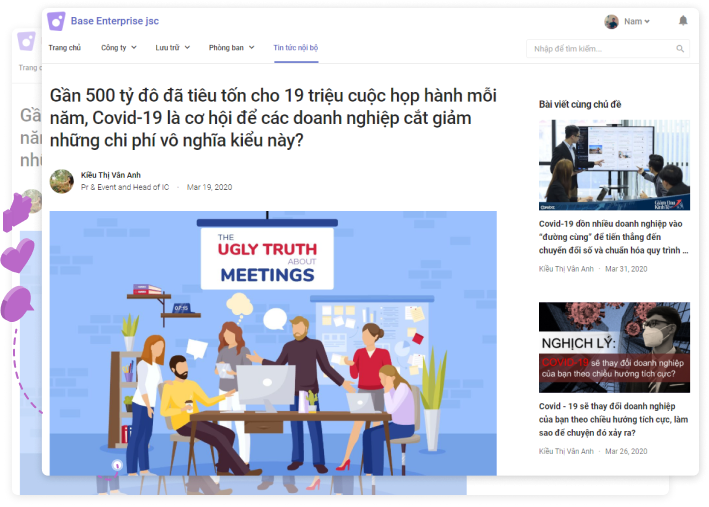 Base Enterprise jsc
Nam
Trang chủ Công ty Lưu trữ Phòng ban Tin tức nội bộ
Nhập để tìm kiếm...
Gần 500 tỷ đô đã tiêu tốn cho 19 triệu cuộc họp hành mỗi
năm, Covid-19 là cơ hội để các doanh nghiệp cắt giảm
những chi phí vô nghĩa kiểu này?
Kiều Thị Vân Anh
Pr & Event and Head of IC · Mar 19, 2020
THE
UGLY TRUTH
ABOUT
MEETINGS
07:15
Bài viết cùng chủ đề
Covid-19 dồn nhiều doanh nghiệp vào
"đường cùng" để tiến thẳng đến
chuyển đổi số và chuẩn hóa quy trình ...
Kiều Thị Vân Anh · Mar 31, 2020
NGHỊCH LÝ:
COVID-19 sẽ thay đổi doanh nghiệp
của bạn theo chiều hướng tích cực?
Covid - 19 sẽ thay đổi doanh nghiệp
của bạn theo chiều hướng tích cực, làm
sao để chuyện đó xảy ra?
Kiều Thị Vân Anh · Mar 26, 2020